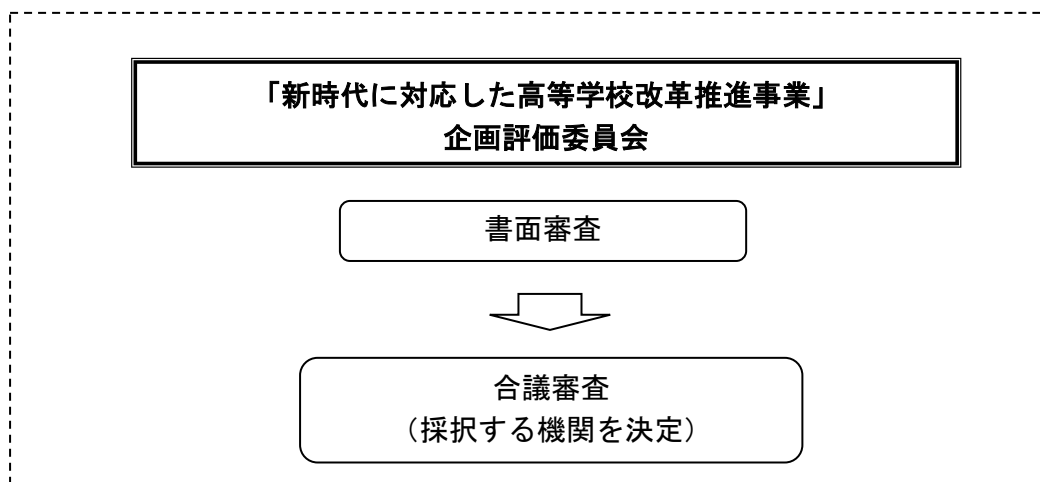 「新時代に対応した高等学校改革推進事業」
企画評価委員会
書面審査
合議審査
（採択する機関を決定）